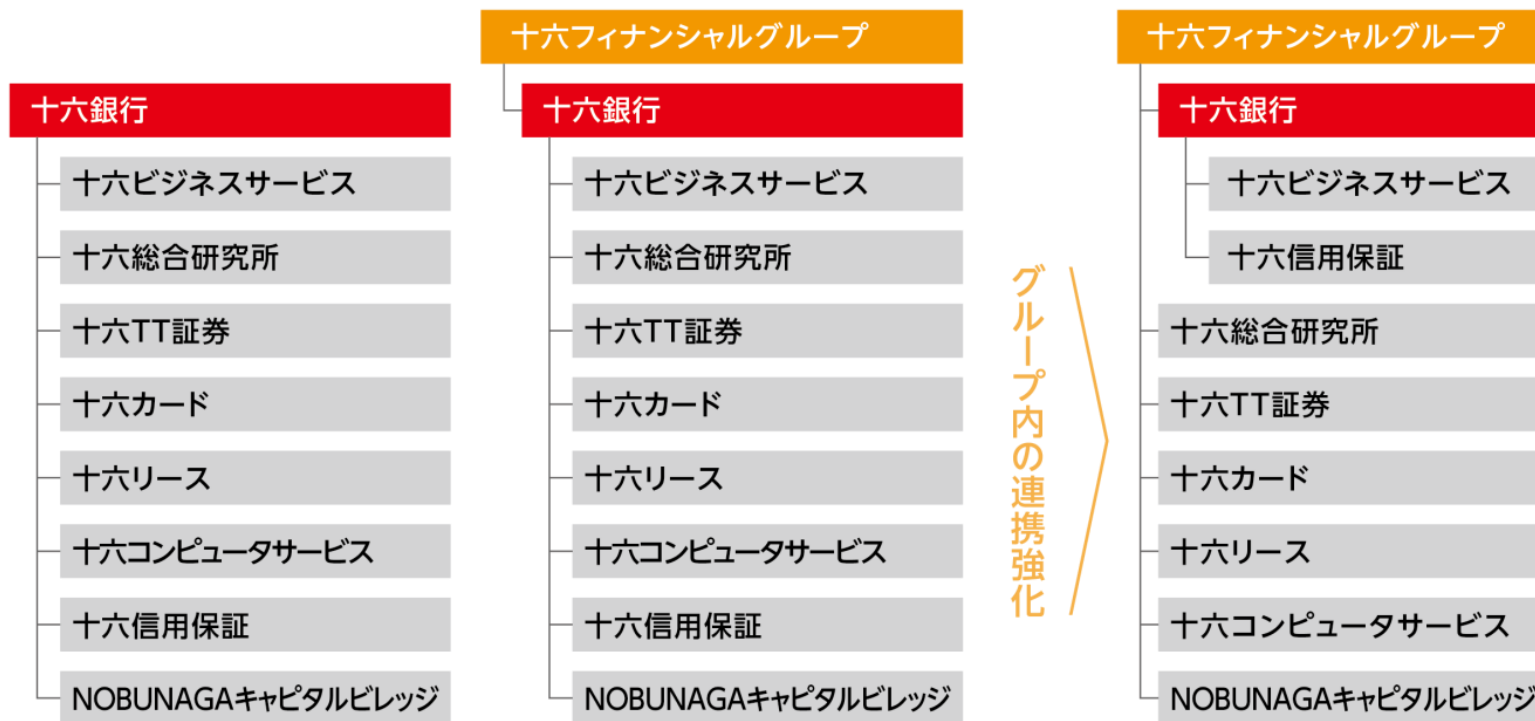 十六銀行
十六ビジネスサービス
十六総合研究所
十六TT証券
十六カード
十六リース
十六コンピュータサービス
十六信用保証
NOBUNAGAキャピタルビレッジ
十六フィナンシャルグループ
十六銀行
十六ビジネスサービス
十六総合研究所
十六TT証券
十六カード
十六リース
十六コンピュータサービス
十六信用保証
NOBUNAGAキャピタルビレッジ
グループ内の連携強化
十六フィナンシャルグループ
十六銀行
十六ビジネスサービス
十六信用保証
十六総合研究所
十六TT証券
十六カード
十六リース
十六コンピュータサービス
NOBUNAGAキャピタルビレッジ